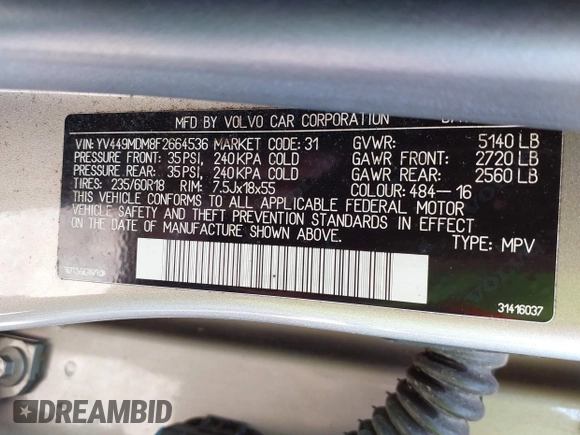 MFD BY VOLVO CAR CORPORATION
VIN: YV449MDM8F2664536 MARKET CODE: 31
PRESSURE FRONT: 35PSI, 240KPA COLD
PRESSURE REAR: 35PSI, 240KPA COLD
TIRES: 235/60R18 RIM: 7.5Jx18x55
GVWR: 5140 LB
GAWR FRONT: 2720 LB
GAWR REAR: 2560 LB
COLOUR: 484-16
THIS VEHICLE CONFORMS TO ALL APPLICABLE FEDERAL MOTOR
VEHICLE SAFETY AND THEFT PREVENTION STANDARDS IN EFFECT
ON THE DATE OF MANUFACTURE SHOWN ABOVE.
TYPE: MPV
31416037
DREAMBID